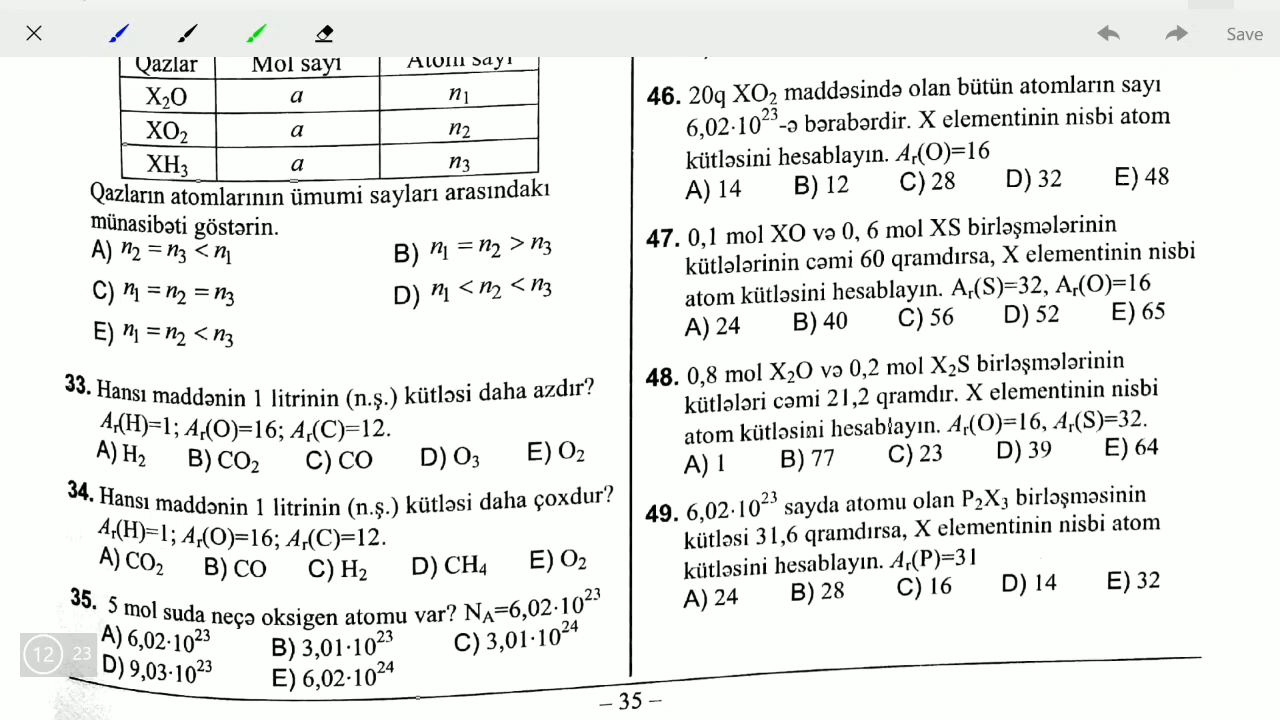 Save
Qazlar Mol sayı Atom sayı
X₂O a n₁
XO₂ a n₂
XH₃ a n₃
Qazların atomlarının ümumi sayları arasındakı
münasibəti göstərin.
A) n₂ = n₃ < n₁ B) n₁ = n₂ > n₃
C) n₁ = n₂ = n₃ D) n₁ < n₂ < n₃
E) n₁ = n₂ < n₃
33. Hansı maddənin 1 litrinin (n.ş.) kütləsi daha azdır?
Aᵣ(H)=1; Aᵣ(O)=16; Aᵣ(C)=12.
A) H₂ B) CO₂ C) CO D) O₃ E) O₂
34. Hansı maddənin 1 litrinin (n.ş.) kütləsi daha çoxdur?
Aᵣ(H)=1; Aᵣ(O)=16; Aᵣ(C)=12.
A) CO₂ B) CO C) H₂ D) CH₄ E) O₂
35. 5 mol suda neçə oksigen atomu var? N_A=6,02·10²³
A) 6,02·10²³ B) 3,01·10²³ C) 3,01·10²⁴
D) 9,03·10²³ E) 6,02·10²⁴
12 23
46. 20q XO₂ maddəsində olan bütün atomların sayı
6,02·10²³-ə bərabərdir. X elementinin nisbi atom
kütləsini hesablayın. Aᵣ(O)=16
A) 14 B) 12 C) 28 D) 32 E) 48
47. 0,1 mol XO və 0, 6 mol XS birləşmələrinin
kütlələrinin cəmi 60 qramdırsa, X elementinin nisbi
atom kütləsini hesablayın. Aᵣ(S)=32, Aᵣ(O)=16
A) 24 B) 40 C) 56 D) 52 E) 65
48. 0,8 mol X₂O və 0,2 mol X₂S birləşmələrinin
kütlələri cəmi 21,2 qramdır. X elementinin nisbi
atom kütləsini hesablayın. Aᵣ(O)=16, Aᵣ(S)=32.
A) 1 B) 77 C) 23 D) 39 E) 64
49. 6,02·10²³ sayda atomu olan P₂X₃ birləşməsinin
kütləsi 31,6 qramdırsa, X elementinin nisbi atom
kütləsini hesablayın. Aᵣ(P)=31
A) 24 B) 28 C) 16 D) 14 E) 32
– 35 –